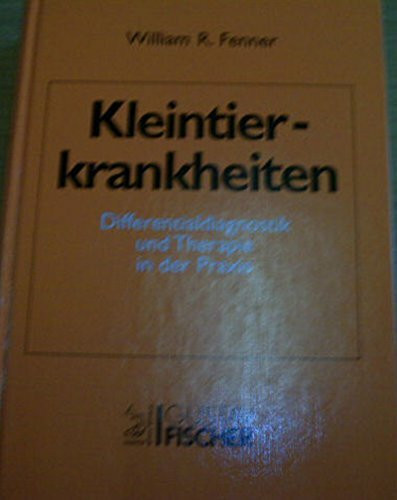 William R. Fenner
Kleintier-
krankheiten
Differentialdiagnostik
und Therapie
in der Praxis
GUSTAV
FISCHER